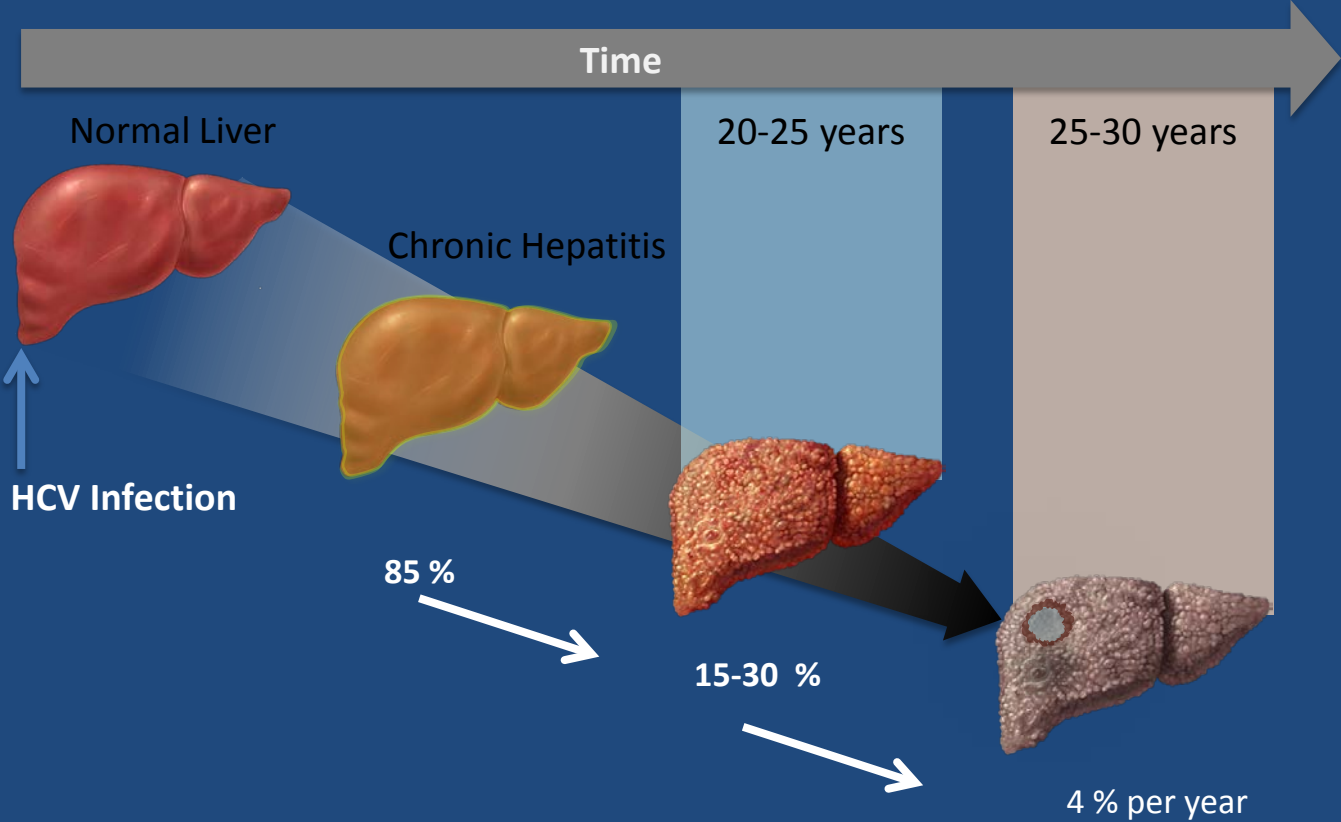 Time
Normal Liver
20-25 years
25-30 years
Chronic Hepatitis
HCV Infection
85 %
15-30 %
4 % per year